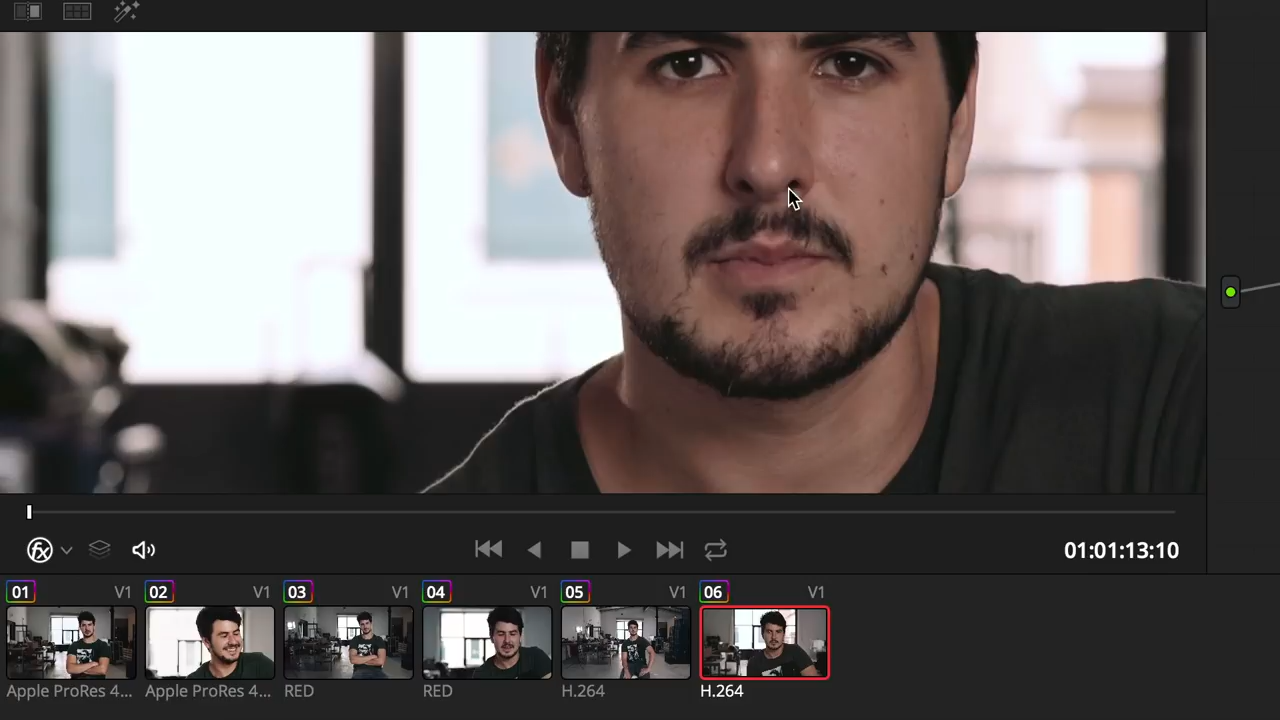 fx
01:01:13:10
01 V1 02 V1 03 V1 04 V1 05 V1 06 V1
Apple ProRes 4... Apple ProRes 4... RED RED H.264 H.264